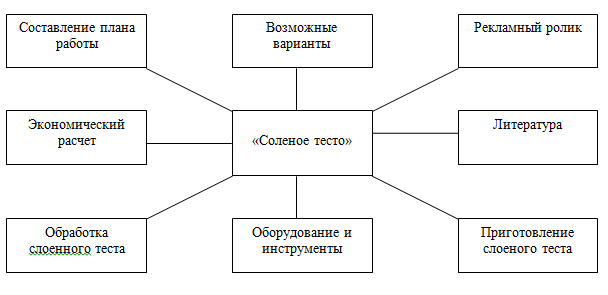 Составление плана
работы
Возможные
варианты
Рекламный ролик
Экономический
расчет
«Соленое тесто»
Литература
Обработка
слоенного теста
Оборудование и
инструменты
Приготовление
слоеного теста